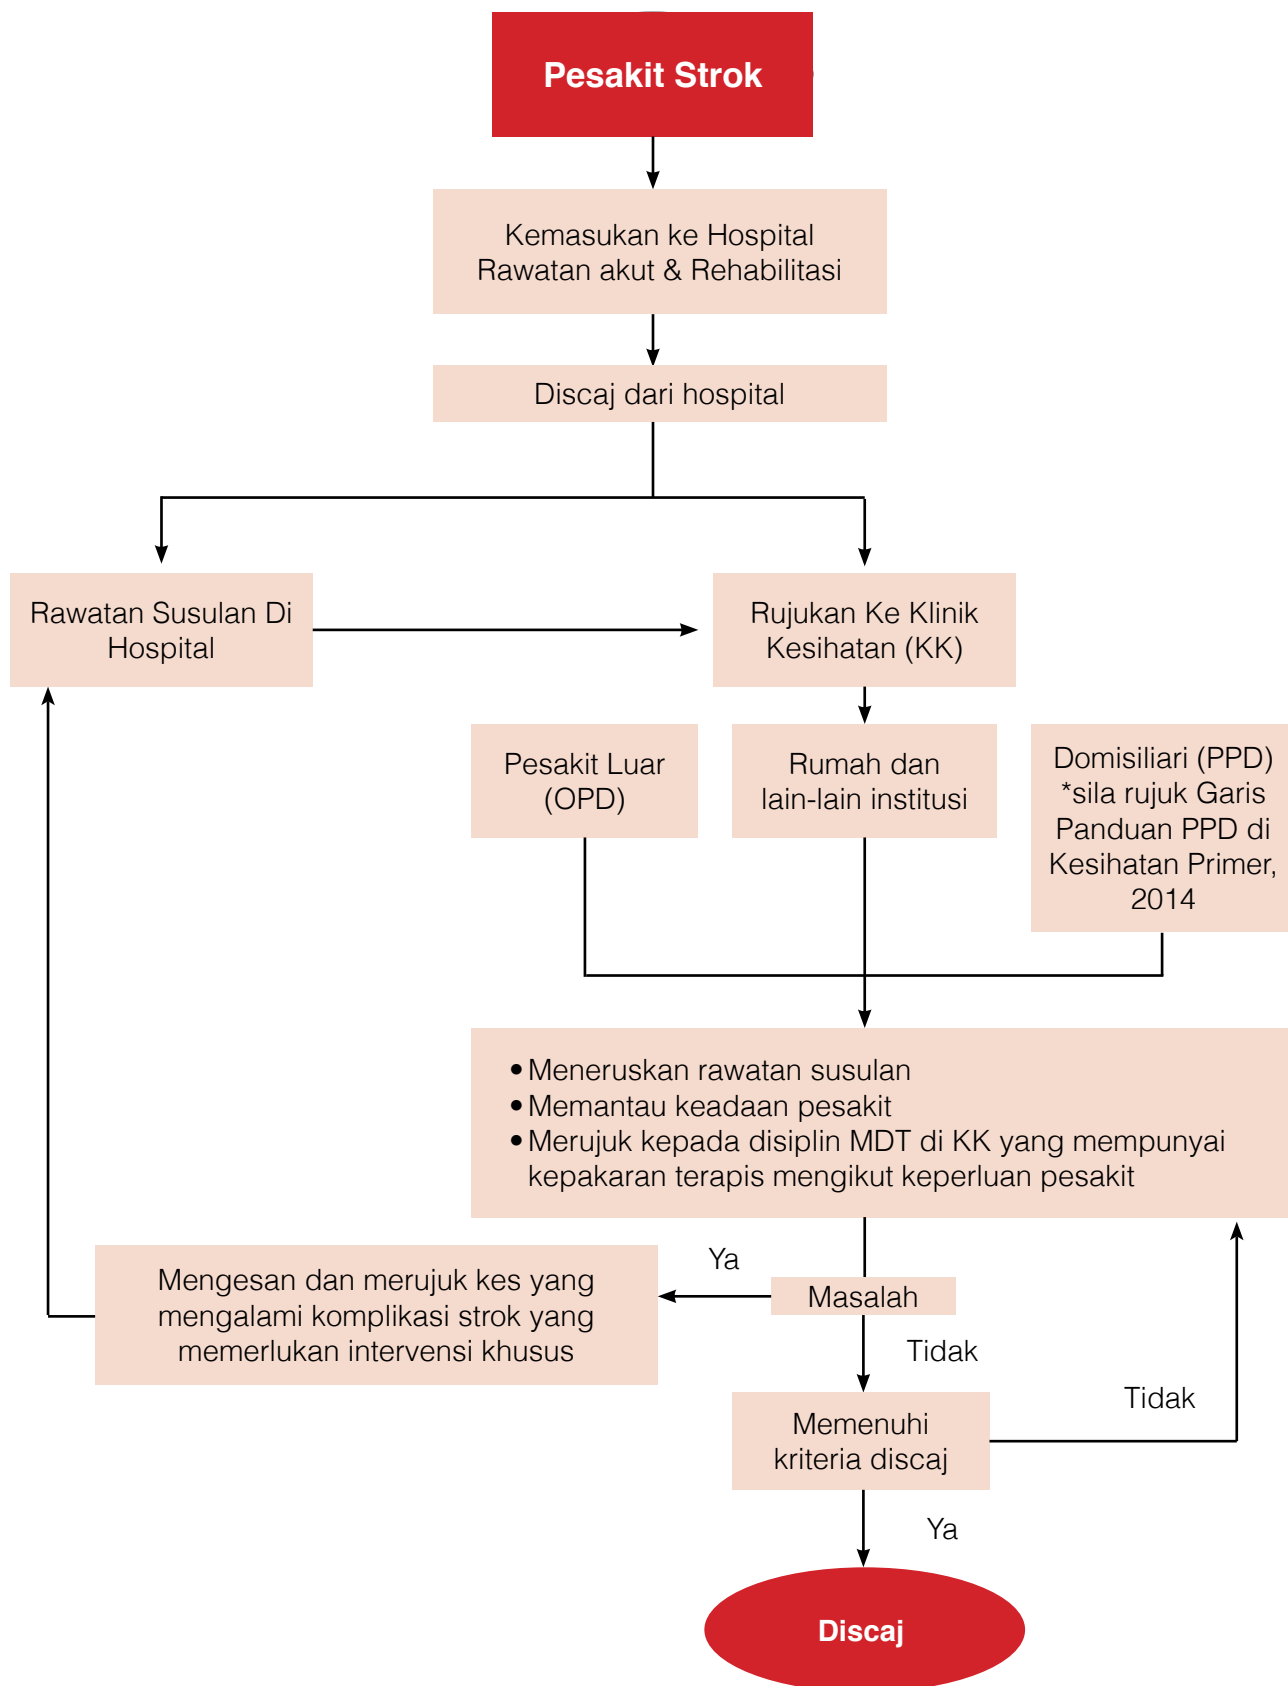 Pesakit Strok
Kemasukan ke Hospital
Rawatan akut & Rehabilitasi
Discaj dari hospital
Rawatan Susulan Di
Hospital
Rujukan Ke Klinik
Kesihatan (KK)
Pesakit Luar
(OPD)
Rumah dan
lain-lain institusi
Domisiliari (PPD)
*sila rujuk Garis
Panduan PPD di
Kesihatan Primer,
2014
• Meneruskan rawatan susulan
• Memantau keadaan pesakit
• Merujuk kepada disiplin MDT di KK yang mempunyai
kepakaran terapis mengikut keperluan pesakit
Ya
Masalah
Mengesan dan merujuk kes yang
mengalami komplikasi strok yang
memerlukan intervensi khusus
Tidak
Tidak
Memenuhi
kriteria discaj
Ya
Discaj